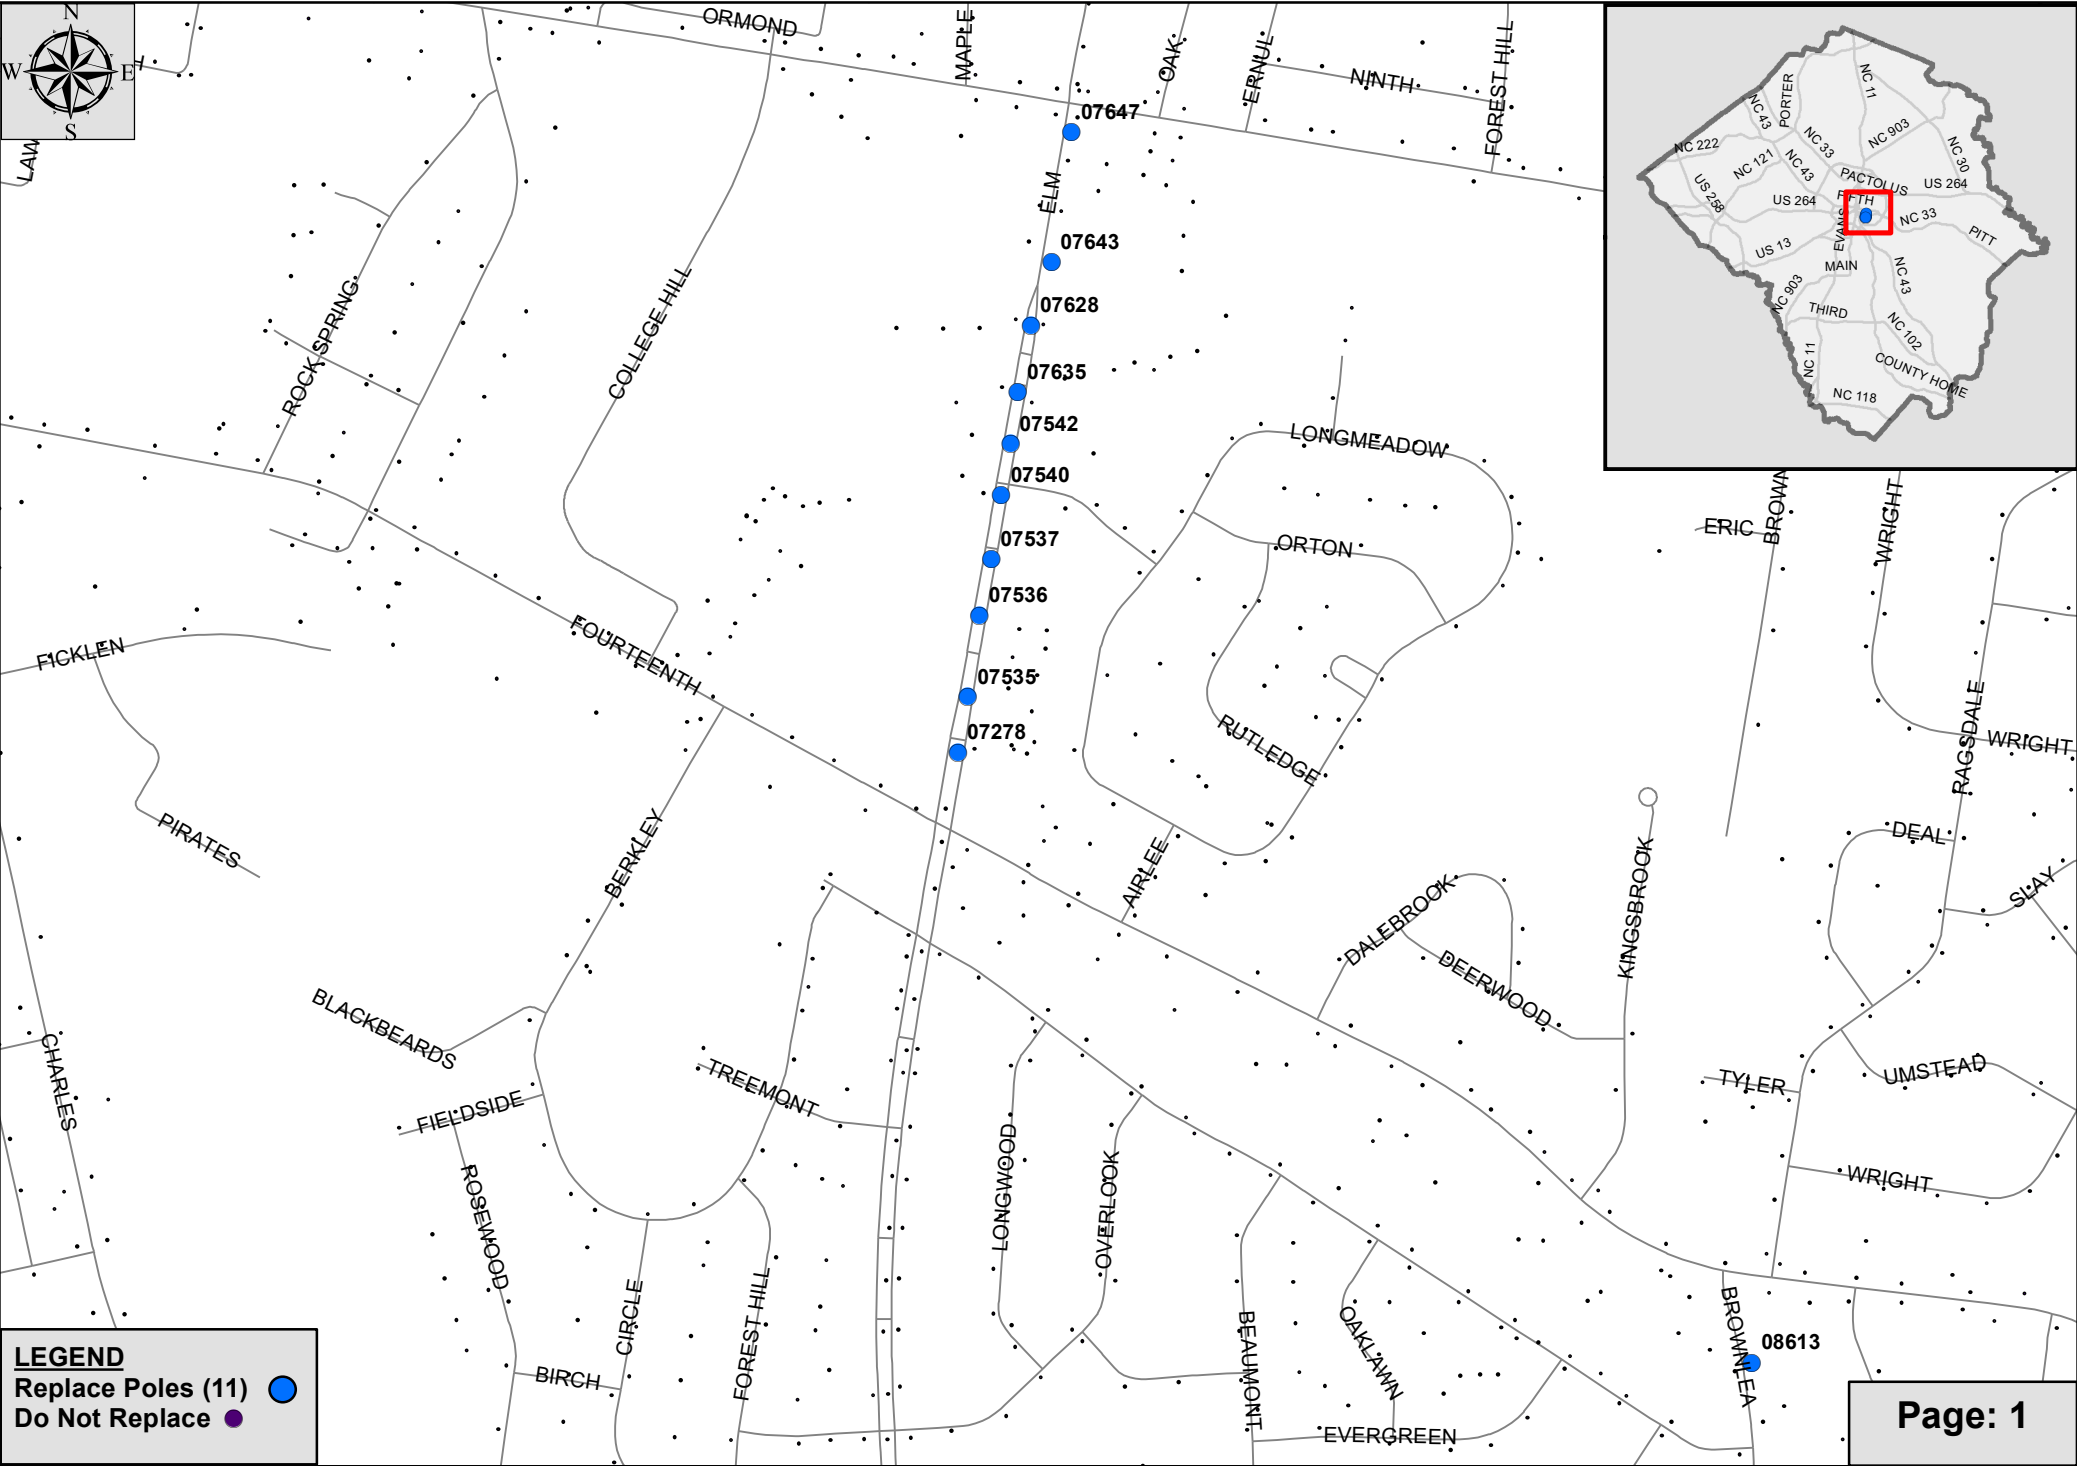 N
W
E
S
ORMOND
MAPLE
OAK
ERNUL
NINTH
FOREST HILL
LAW
07647
ELM
07643
07628
07635
07542
07540
07537
07536
07535
07278
ROCK SPRING
COLLEGE HILL
LONGMEADOW
ORTON
RUTLEDGE
ERIC
BROWN
WRIGHT
FICKLEN
FOURTEENTH
PIRATES
BERKLEY
AIRLEE
RAGSDALE
WRIGHT
DEAL
SLAY
KINGSBROOK
DALEBROOK
DEERWOOD
BLACKBEARDS
CHARLES
FIELDSIDE
TREEMONT
TYLER
UMSTEAD
WRIGHT
ROSEWOOD
LONGWOOD
OVERLOOK
CIRCLE
FOREST HILL
BIRCH
BEAUMONT
OAKLAWN
EVERGREEN
BROWNLEA
08613
NC 43
PORTER
NC 11
NC 33
NC 903
NC 30
NC 222
NC 121
NC 43
US 258
PACTOLUS
US 264
US 264
FIFTH
EVANS
NC 33
PITT
US 13
MAIN
NC 43
NC 903
THIRD
NC 102
NC 11
COUNTY HOME
NC 118
LEGEND
Replace Poles (11)
Do Not Replace
Page: 1